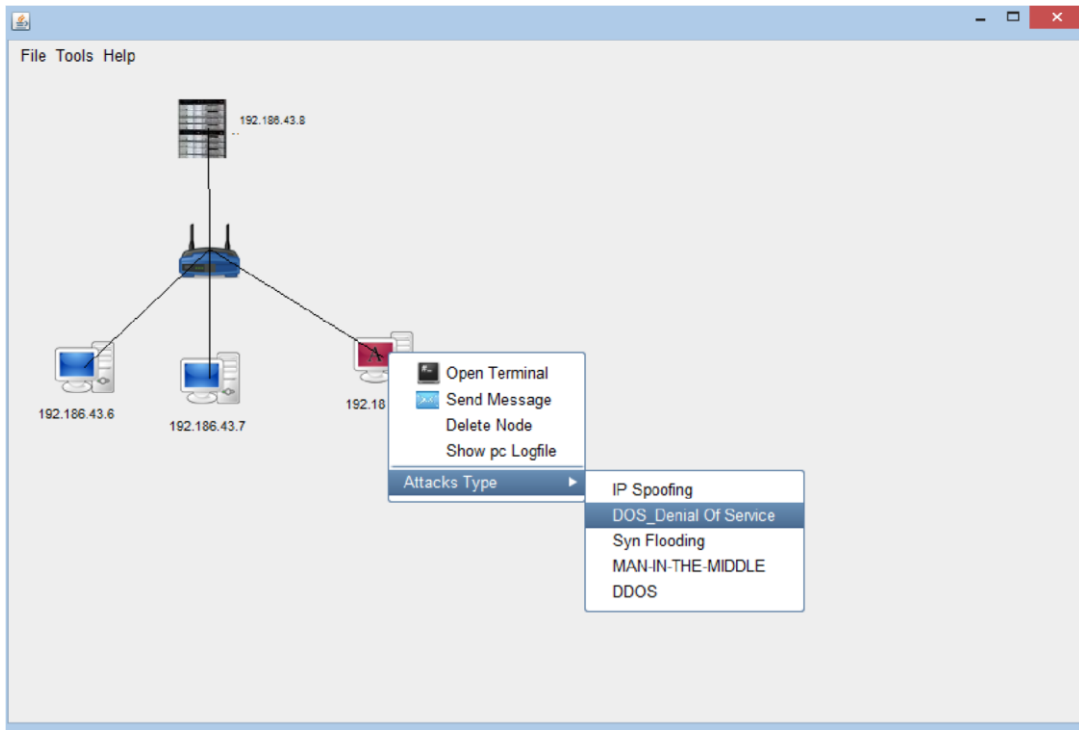 File Tools Help
192.186.43.8
192.186.43.6
192.186.43.7
192.18
Open Terminal
Send Message
Delete Node
Show pc Logfile
Attacks Type
IP Spoofing
DOS_Denial Of Service
Syn Flooding
MAN-IN-THE-MIDDLE
DDOS